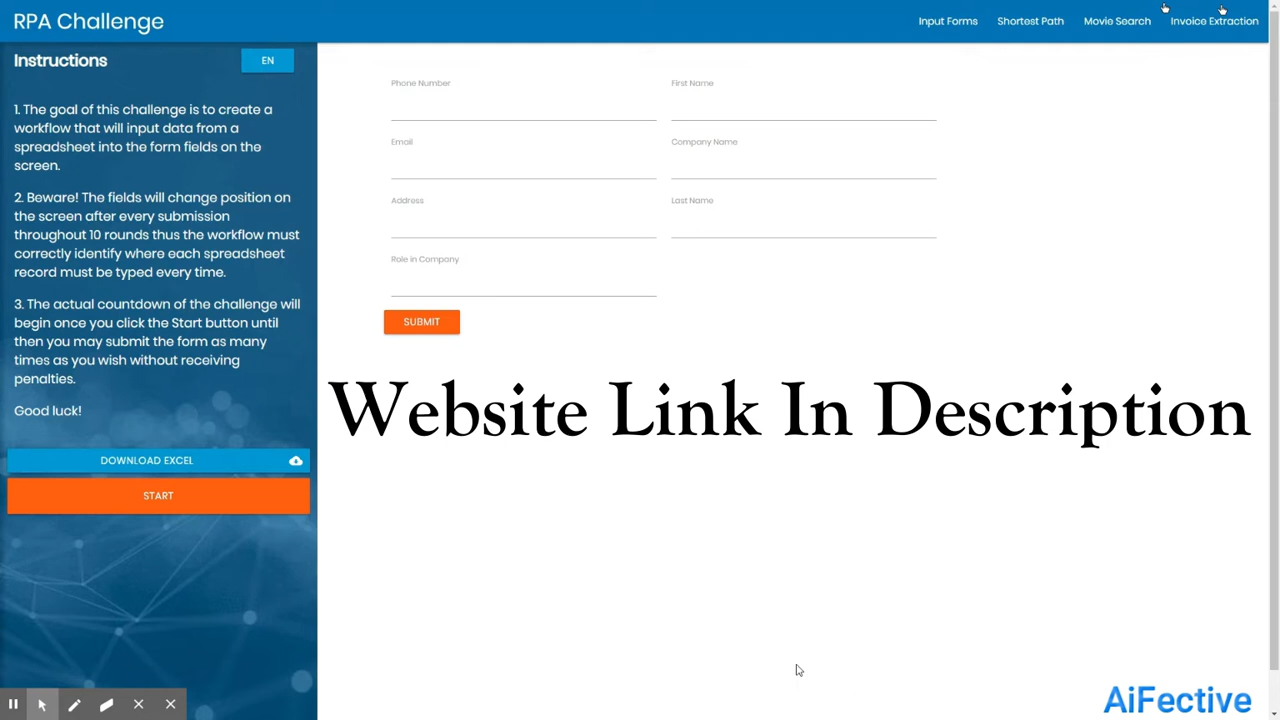 RPA Challenge
Input Forms
Shortest Path
Movie Search
Invoice Extraction
Instructions
EN
1. The goal of this challenge is to create a
workflow that will input data from a
spreadsheet into the form fields on the
screen.
2. Beware! The fields will change position on
the screen after every submission
throughout 10 rounds thus the workflow must
correctly identify where each spreadsheet
record must be typed every time.
3. The actual countdown of the challenge will
begin once you click the Start button until
then you may submit the form as many
times as you wish without receiving
penalties.
Good luck!
DOWNLOAD EXCEL
START
Phone Number
First Name
Email
Company Name
Address
Last Name
Role in Company
SUBMIT
Website Link In Description
AiFective